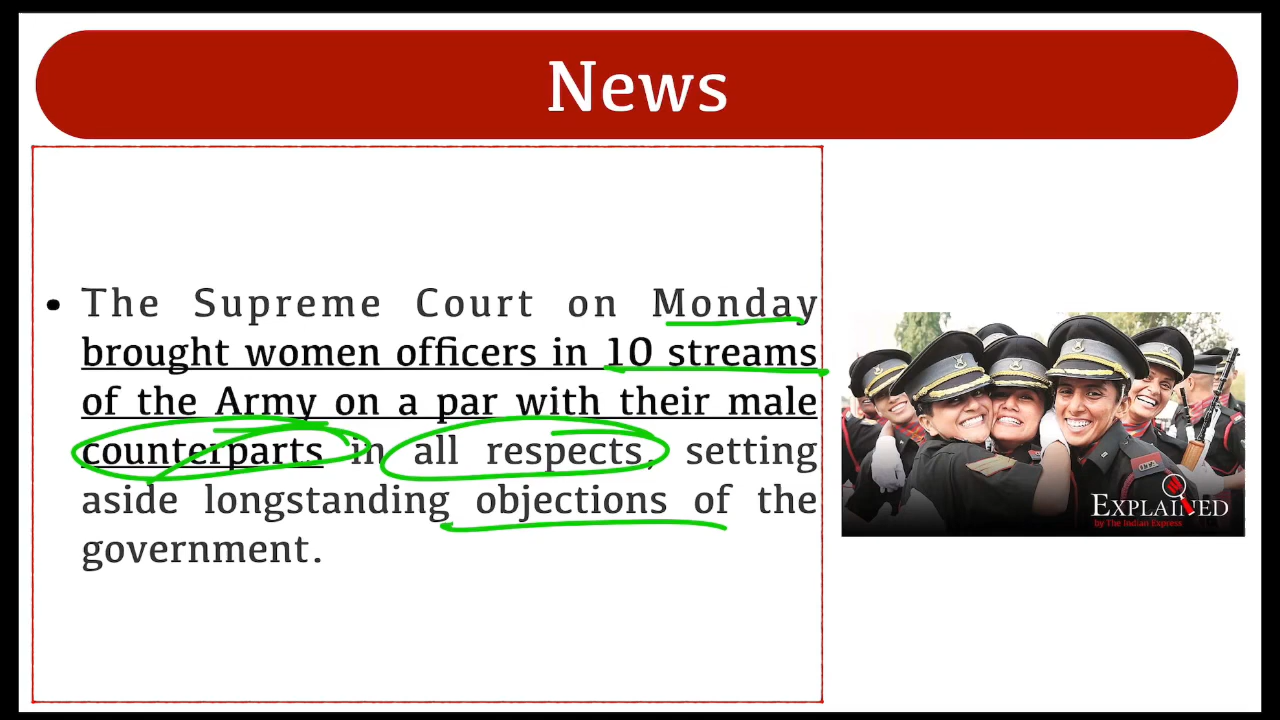 News
• The Supreme Court on Monday
brought women officers in 10 streams
of the Army on a par with their male
counterparts in all respects, setting
aside longstanding objections of the
government.
EXPLAINED
by The Indian Express